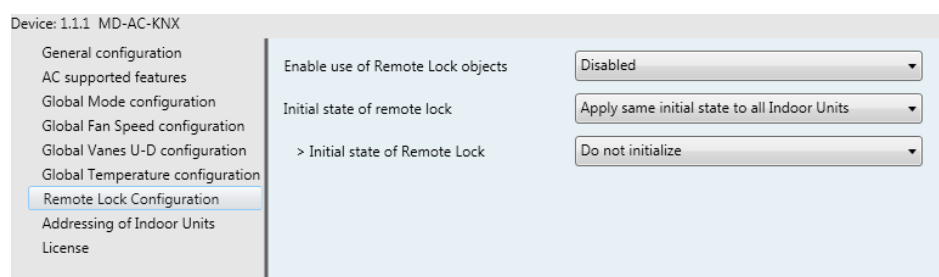 Device: 1.1.1 MD-AC-KNX
General configuration
AC supported features
Global Mode configuration
Global Fan Speed configuration
Global Vanes U-D configuration
Global Temperature configuration
Remote Lock Configuration
Addressing of Indoor Units
License
Enable use of Remote Lock objects
Disabled
Initial state of remote lock
Apply same initial state to all Indoor Units
> Initial state of Remote Lock
Do not initialize